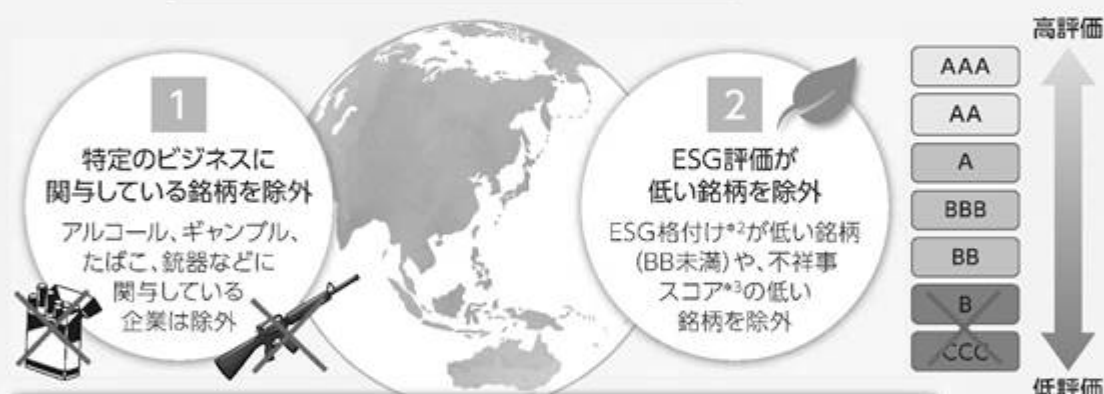 1
特定のビジネスに
関与している銘柄を除外
アルコール、ギャンブル、
たばこ、銃器などに
関与している
企業は除外
2
ESG評価が
低い銘柄を除外
ESG格付け*2が低い銘柄
(BB未満)や、不祥事
スコア*3の低い
銘柄を除外
高評価
AAA
AA
A
BBB
BB
B
CCC
低評価